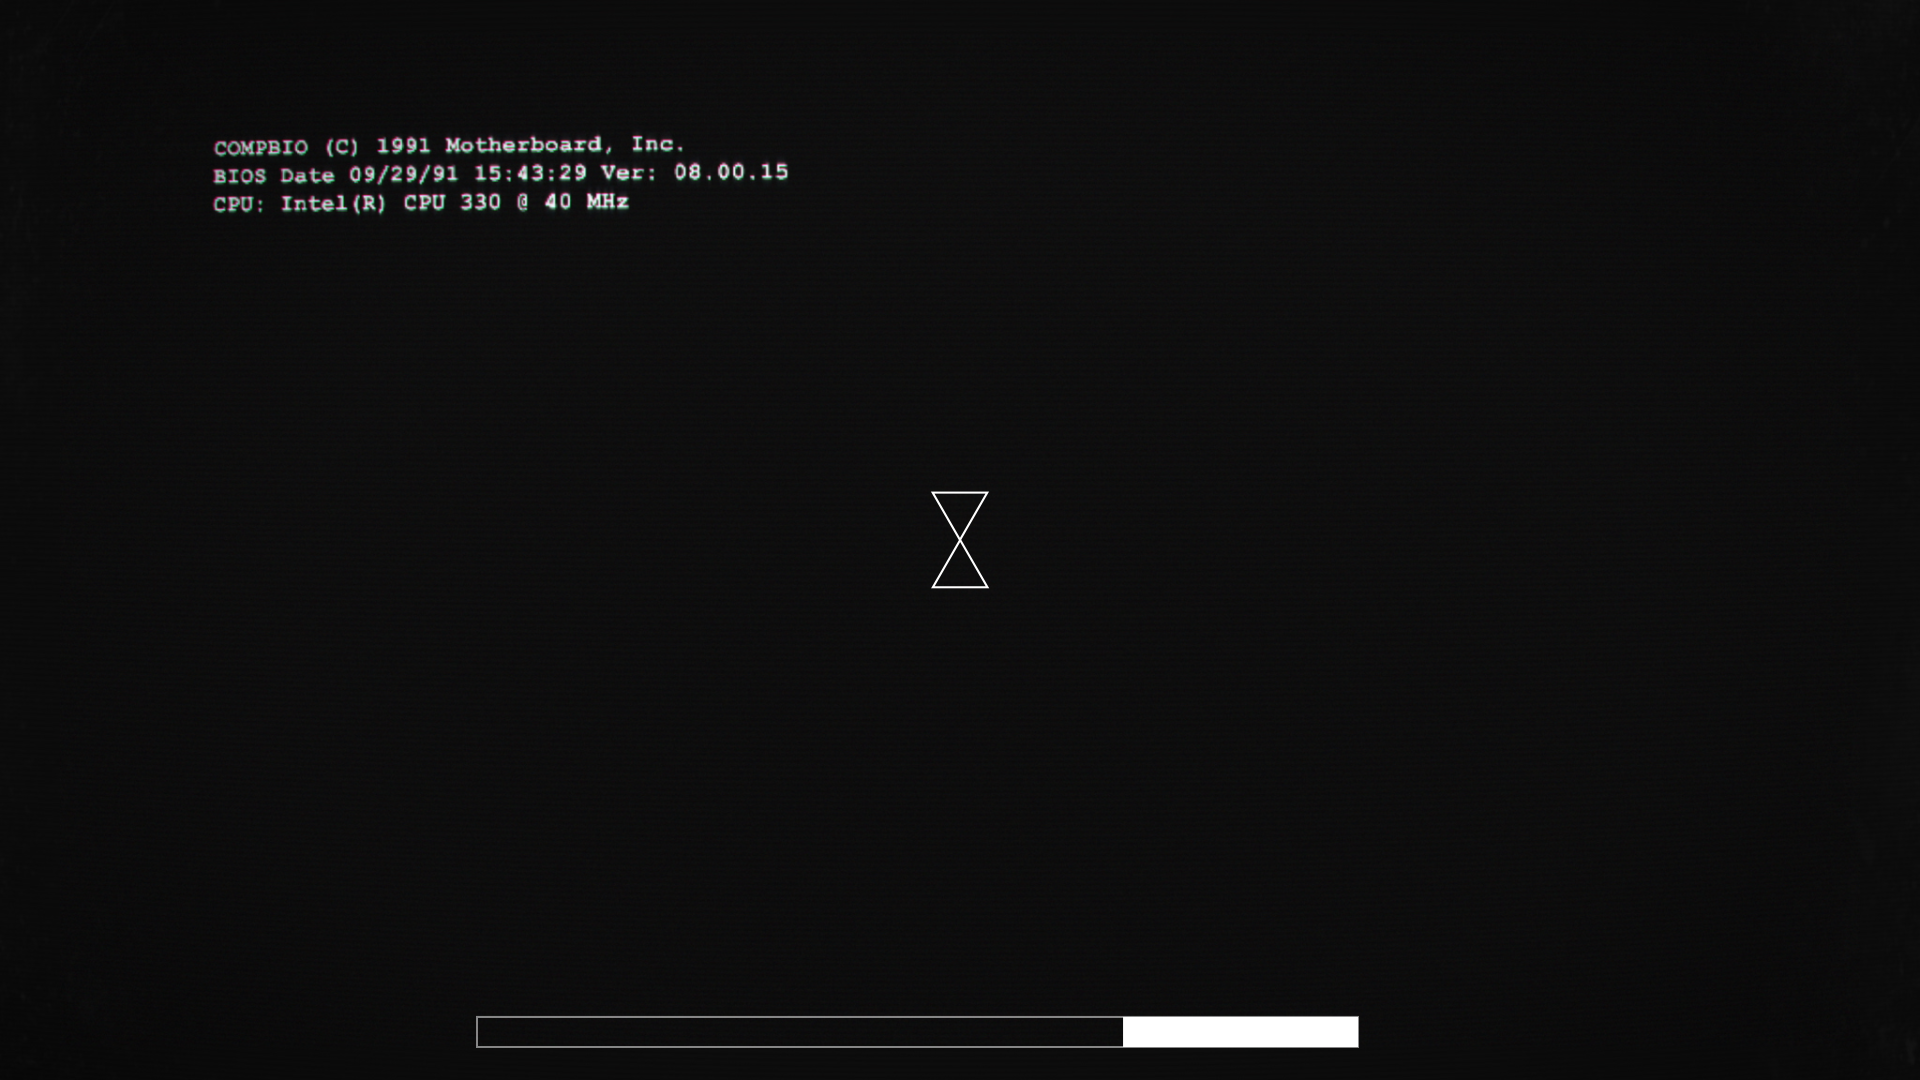 COMPBIO (C) 1991 Motherboard, Inc.
BIOS Date 09/29/91 15:43:29 Ver: 08.00.15
CPU: Intel(R) CPU 330 @ 40 MHz